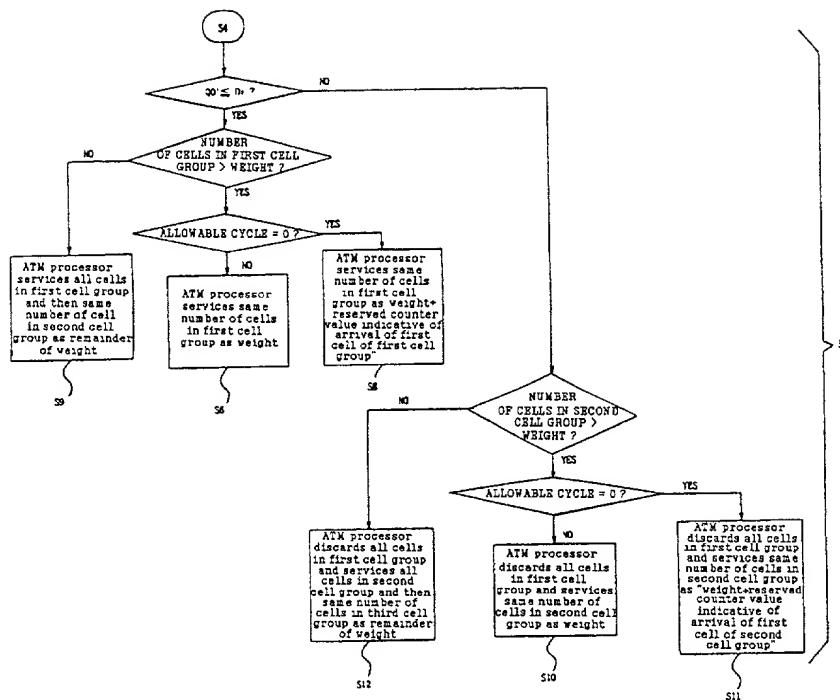 S4
NO
≤
?
YES
NUMBER
OF CELLS IN FIRST CELL
GROUP > WEIGHT ?
NO
YES
ALLOWABLE CYCLE = 0 ?
YES
NO
ATM processor
services all cells
in first cell group
and then same
number of cell
in second cell
group as remainder
of weight
S9
ATM processor
services same
number of cells
in first cell
group as weight
S6
ATM processor
services same
number of cells
in first cell
group as weight+
reserved counter
value indicative of
arrival of first
cell of first cell
group"
S8
NUMBER
OF CELLS IN SECOND
CELL GROUP >
WEIGHT ?
NO
YES
ALLOWABLE CYCLE = 0 ?
YES
NO
ATM processor
discards all cells
in first cell group
and services all
cells in second
cell group and then
same number of
cells in third cell
group as remainder
of weight
S12
ATM processor
discards all cells
in first cell
group and services
same number of
cells in second cell
group as weight
S10
ATM processor
discards all cells
in first cell group
and services same
number of cells in
second cell group
as "weight+reserved
counter value
indicative of
arrival of first
cell of second
cell group"
S11